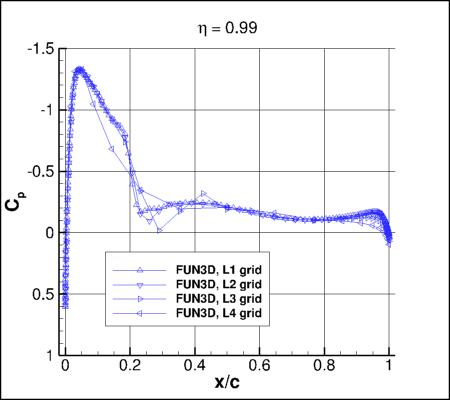 η = 0.99
-1.5
-1
-0.5
0
0.5
1
Cp
FUN3D, L1 grid
FUN3D, L2 grid
FUN3D, L3 grid
FUN3D, L4 grid
0 0.2 0.4 0.6 0.8 1
x/c